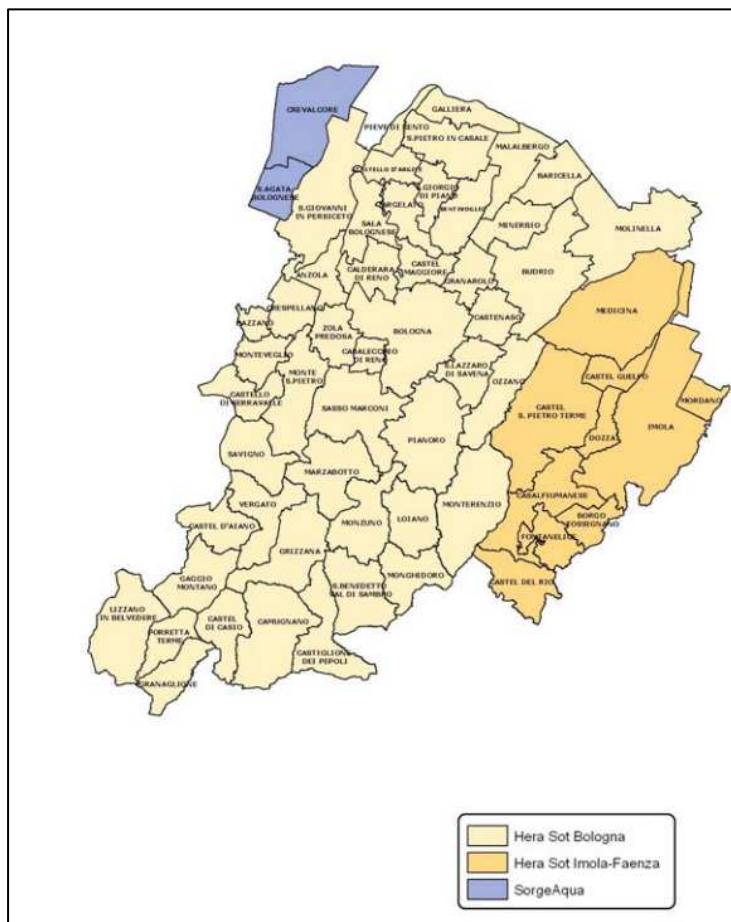 CREVALCORE
GALLIERA
PIEVE DI CENTO
S.PIETRO IN CASALE
MALALBERGO
BARICELLA
S.AGATA
BOLOGNESE
S.GIOVANNI
IN PERSICETO
S.GIORGIO
DI PIANO
BENTIVOGLIO
SALA
BOLOGNESE
MINERBIO
MOLINELLA
ANZOLA
CALDERARA
DI RENO
CASTEL
MAGGIORE
GRANAROLO
BUDRIO
CRESPELLANO
BAZZANO
ZOLA
PREDOSA
BOLOGNA
CASTENASO
MEDICINA
MONTEVEGLIO
CASALECCHIO
DI RENO
MONTE
S.PIETRO
S.LAZZARO
DI SAVENA
OZZANO
CASTEL GUELFO
CASTELLO
DI SERRAVALLE
SASSO MARCONI
CASTEL
S. PIETRO TERME
MORDANO
IMOLA
DOZZA
PIANORO
SAVIGNO
MARZABOTTO
VERGATO
MONZUNO
LOIANO
MONTERENZIO
CASALFIUMANESE
BORGO
TOSSIGNANO
CASTEL D'AIANO
FONTANELICE
GRIZZANA
GAGGIO
MONTANO
S.BENEDETTO
VAL DI SAMBRO
MONGHIDORO
CASTEL DEL RIO
LIZZANO
IN BELVEDERE
PORRETTA
TERME
CASTEL
DI CASIO
CAMUGNANO
CASTIGLIONE
DEI PEPOLI
GRANAGLIONE
Hera Sot Bologna
Hera Sot Imola-Faenza
SorgeAqua